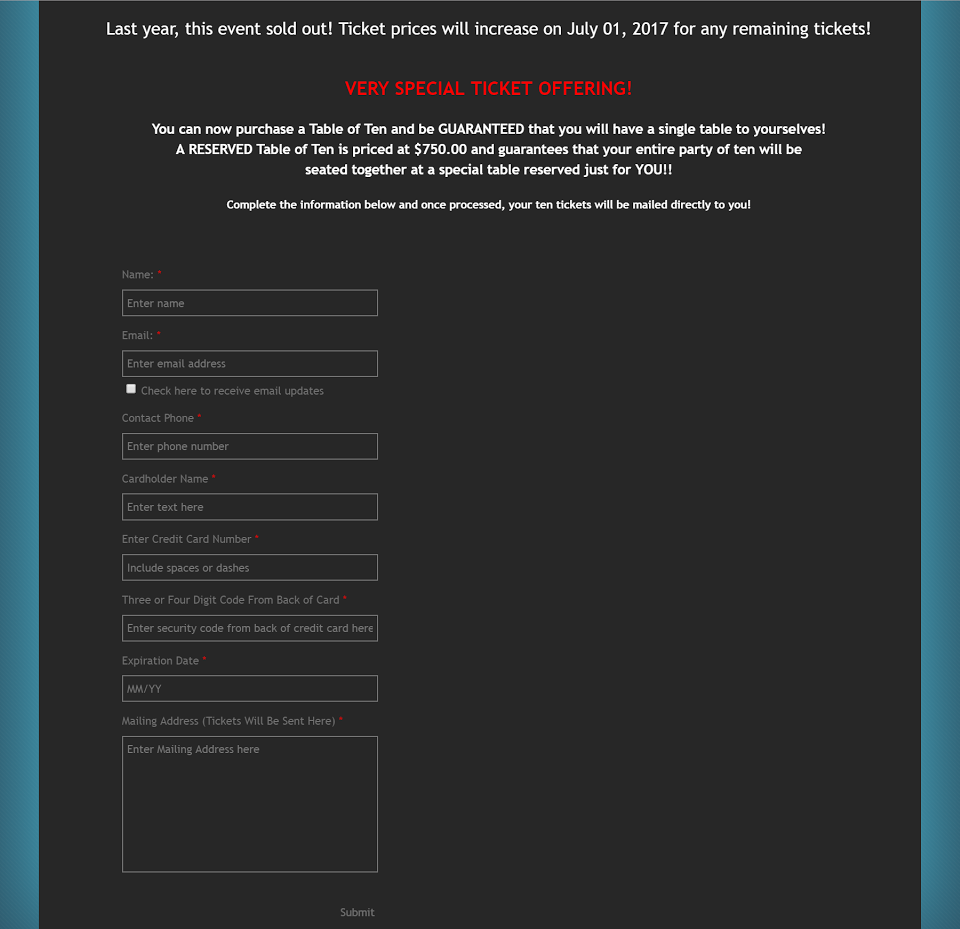 Last year, this event sold out! Ticket prices will increase on July 01, 2017 for any remaining tickets!
VERY SPECIAL TICKET OFFERING!
You can now purchase a Table of Ten and be GUARANTEED that you will have a single table to yourselves!
A RESERVED Table of Ten is priced at $750.00 and guarantees that your entire party of ten will be
seated together at a special table reserved just for YOU!!
Complete the information below and once processed, your ten tickets will be mailed directly to you!
Name: *
Enter name
Email: *
Enter email address
Check here to receive email updates
Contact Phone *
Enter phone number
Cardholder Name *
Enter text here
Enter Credit Card Number *
Include spaces or dashes
Three or Four Digit Code From Back of Card *
Enter security code from back of credit card here
Expiration Date *
MM/YY
Mailing Address (Tickets Will Be Sent Here) *
Enter Mailing Address here
Submit